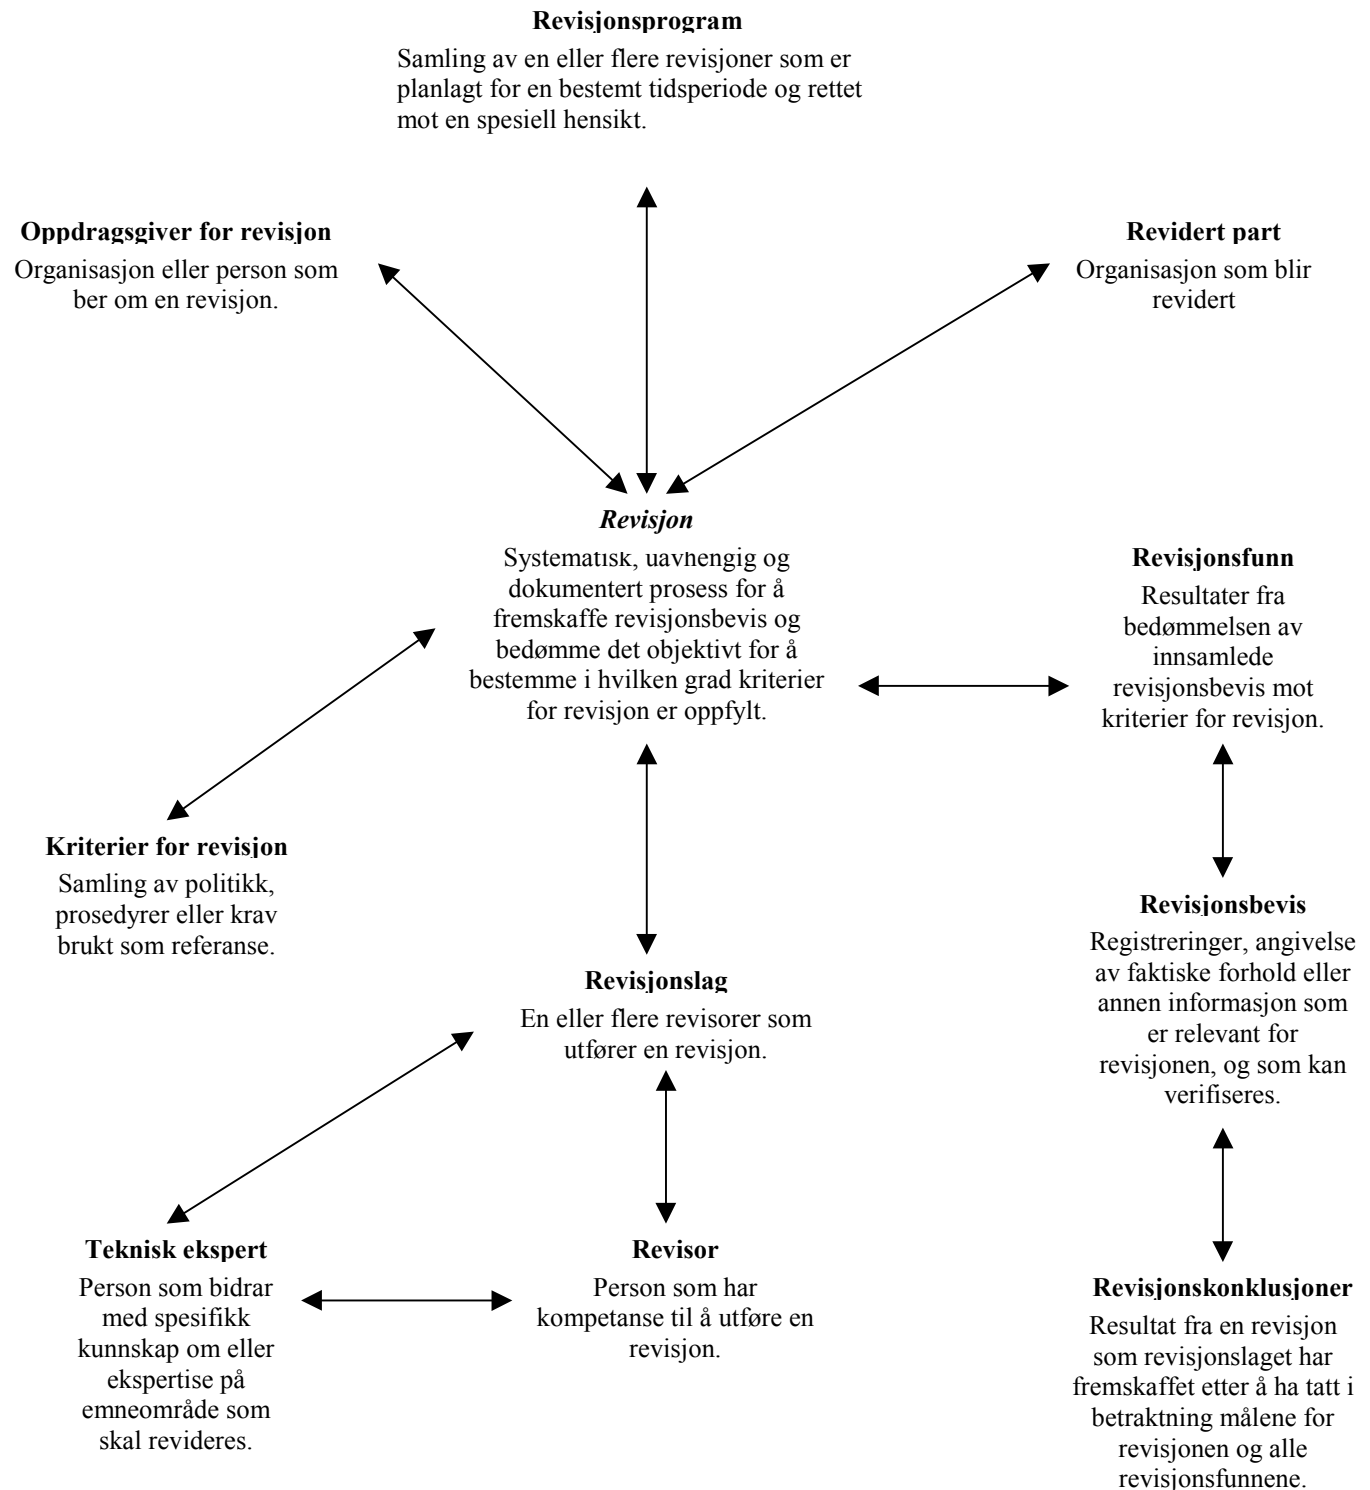 Revisjonsprogram
Samling av en eller flere revisjoner som er
planlagt for en bestemt tidsperiode og rettet
mot en spesiell hensikt.
Oppdragsgiver for revisjon
Organisasjon eller person som
ber om en revisjon.
Revidert part
Organisasjon som blir
revidert
Revisjon
Systematisk, uavhengig og
dokumentert prosess for å
fremskaffe revisjonsbevis og
bedømme det objektivt for å
bestemme i hvilken grad kriterier
for revisjon er oppfylt.
Revisjonsfunn
Resultater fra
bedømmelsen av
innsamlede
revisjonsbevis mot
kriterier for revisjon.
Kriterier for revisjon
Samling av politikk,
prosedyrer eller krav
brukt som referanse.
Revisjonsbevis
Registreringer, angivelse
av faktiske forhold eller
annen informasjon som
er relevant for
revisjonen, og som kan
verifiseres.
Revisjonslag
En eller flere revisorer som
utfører en revisjon.
Teknisk ekspert
Person som bidrar
med spesifikk
kunnskap om eller
ekspertise på
emneområde som
skal revideres.
Revisor
Person som har
kompetanse til å utføre en
revisjon.
Revisjonskonklusjoner
Resultat fra en revisjon
som revisjonslaget har
fremskaffet etter å ha tatt i
betraktning målene for
revisjonen og alle
revisjonsfunnene.